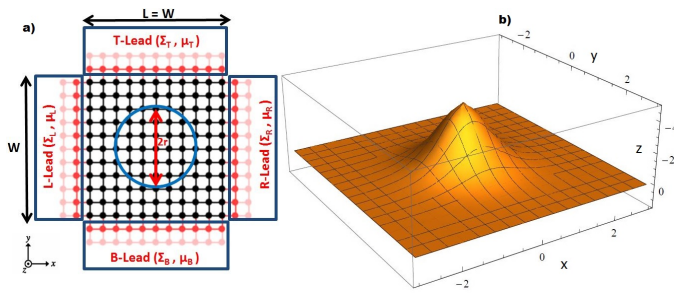 a)
L = W
T-Lead (Σ_T , μ_T)
W
L-Lead (Σ_L , μ_L)
2r
R-Lead (Σ_R , μ_R)
B-Lead (Σ_B , μ_B)
y
z
x
b)
−2
0
y
2
−4
−2
z
0
−2
0
x
2